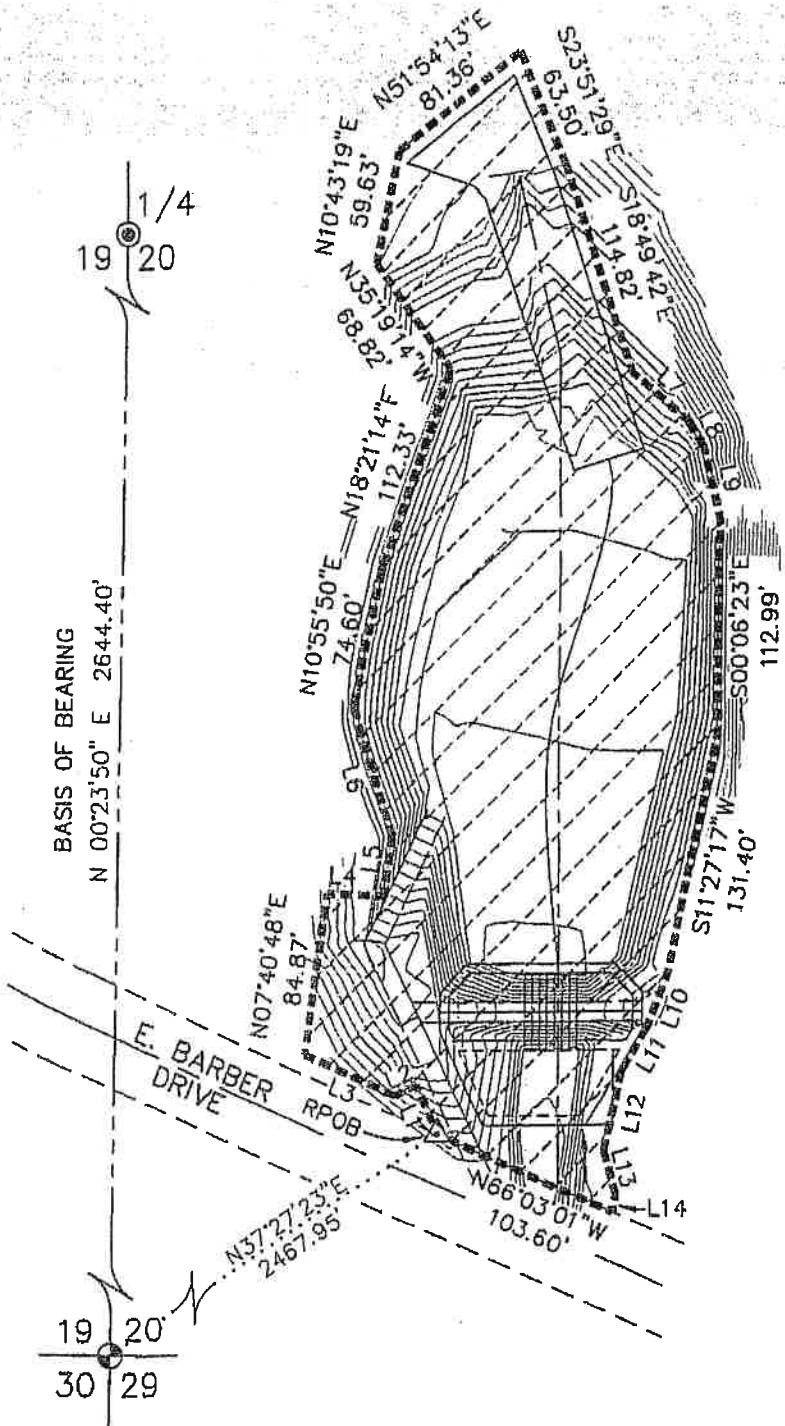 N51°54'13"E
81.36'
S23°51'29"E
63.50'
N10°43'19"E
59.63'
S18°49'42"E
114.82'
1/4
19 20
N35°19'14"W
68.82'
L7
L8
L9
N18°21'14"E
112.33'
N10°55'50"E
74.60'
S00°06'23"E
112.99'
BASIS OF BEARING
N 00°23'50" E 2644.40'
L6
L5
L4
S11°27'17"W
131.40'
N07°40'48"E
84.87'
L10
L11
E. BARBER
DRIVE
L3
RPOB
L12
L13
L14
N66°03'01"W
103.60'
N37°27'23"E
2467.95'
19 20
30 29